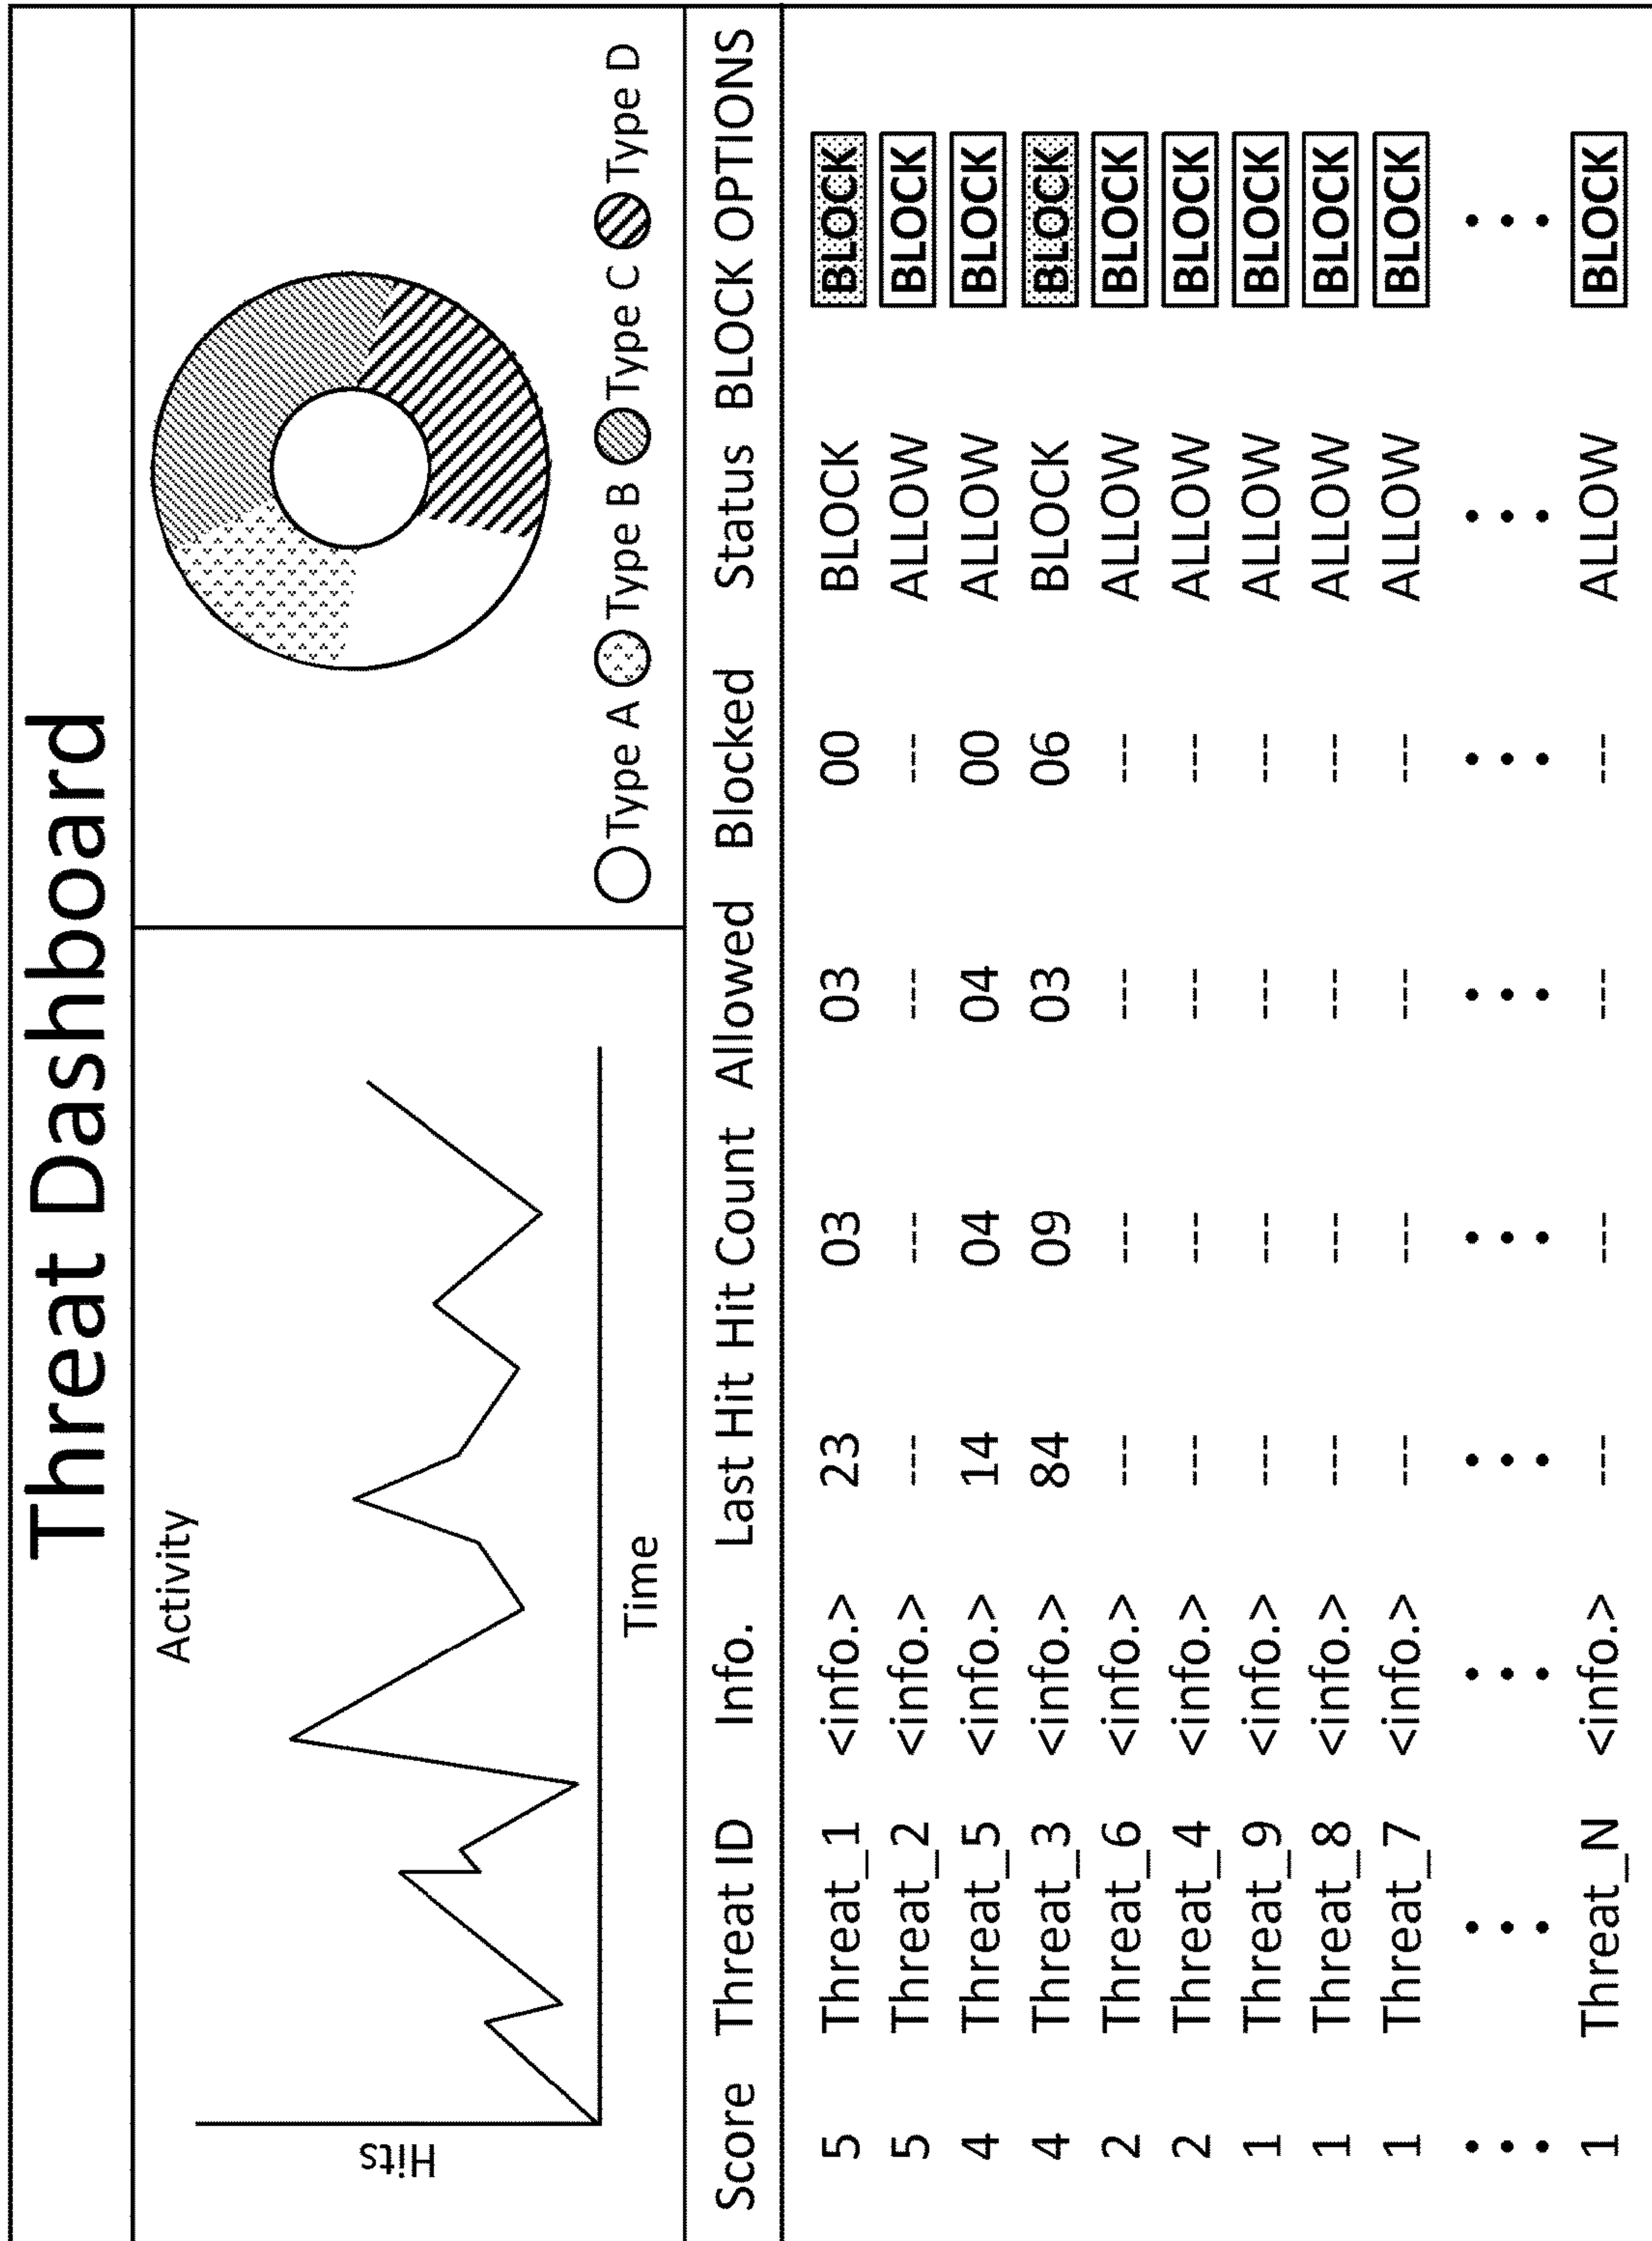 Threat Dashboard
Activity
Hits
Time
Type A Type B Type C Type D
Score Threat ID Info. Last Hit Hit Count Allowed Blocked Status BLOCK OPTIONS
5 Threat_1 <info.> 23 03 03 00 BLOCK BLOCK
5 Threat_2 <info.> --- --- --- --- ALLOW BLOCK
4 Threat_5 <info.> 14 04 04 00 ALLOW BLOCK
4 Threat_3 <info.> 84 09 03 06 BLOCK BLOCK
2 Threat_6 <info.> --- --- --- --- ALLOW BLOCK
2 Threat_4 <info.> --- --- --- --- ALLOW BLOCK
1 Threat_9 <info.> --- --- --- --- ALLOW BLOCK
1 Threat_8 <info.> --- --- --- --- ALLOW BLOCK
1 Threat_7 <info.> --- --- --- --- ALLOW BLOCK
1 Threat_N <info.> --- --- --- --- ALLOW BLOCK